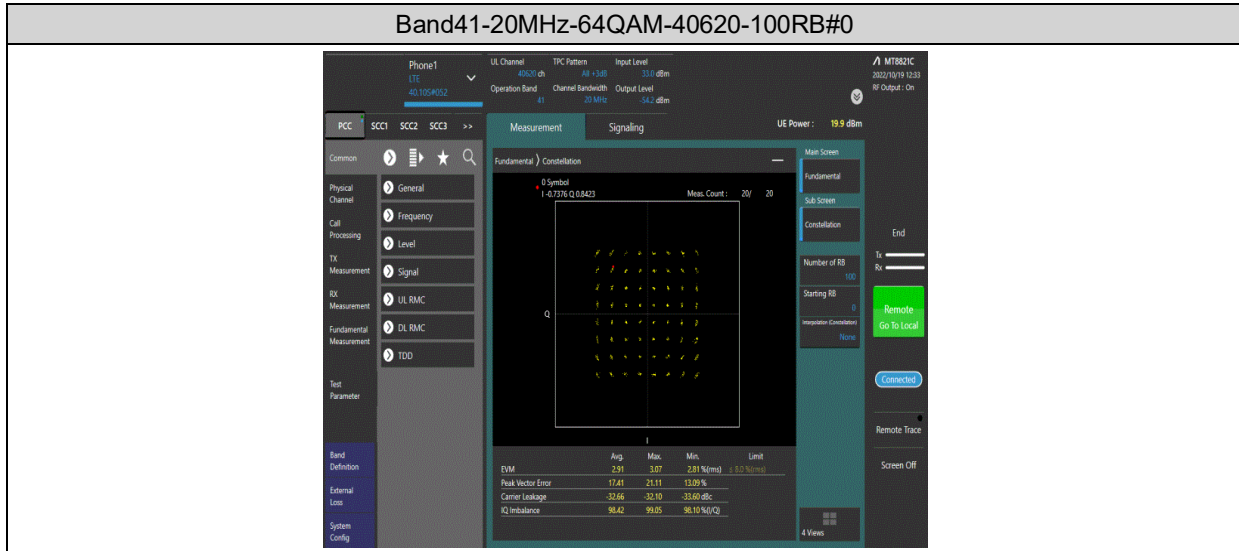 Band41-20MHz-64QAM-40620-100RB#0
Phone1
LTE
40.10S#052
UL Channel TPC Pattern Input Level
40620 ch All +3dB 33.0 dBm
Operation Band Channel Bandwidth Output Level
41 20 MHz -54.2 dBm
MT8821C
2022/10/19 12:33
RF Output : On
PCC SCC1 SCC2 SCC3 >>
Measurement Signaling
UE Power : 19.9 dBm
Common
Physical Channel
Call Processing
TX Measurement
RX Measurement
Fundamental Measurement
Test Parameter
Band Definition
External Loss
System Config
General
Frequency
Level
Signal
UL RMC
DL RMC
TDD
Fundamental ) Constellation
0 Symbol
I -0.7376 Q 0.8423
Meas. Count : 20/ 20
Q
I
Avg. Max. Min. Limit
EVM 2.91 3.07 2.81 %(rms) ≤ 8.0 %(rms)
Peak Vector Error 17.41 21.11 13.09 %
Carrier Leakage -32.66 -32.10 -33.60 dBc
IQ Imbalance 98.42 99.05 98.10 %(I/Q)
Main Screen
Fundamental
Sub Screen
Constellation
Number of RB
100
Starting RB
0
Interpolation (Constellation)
None
4 Views
End
Tx
Rx
Remote
Go To Local
Connected
Remote Trace
Screen Off